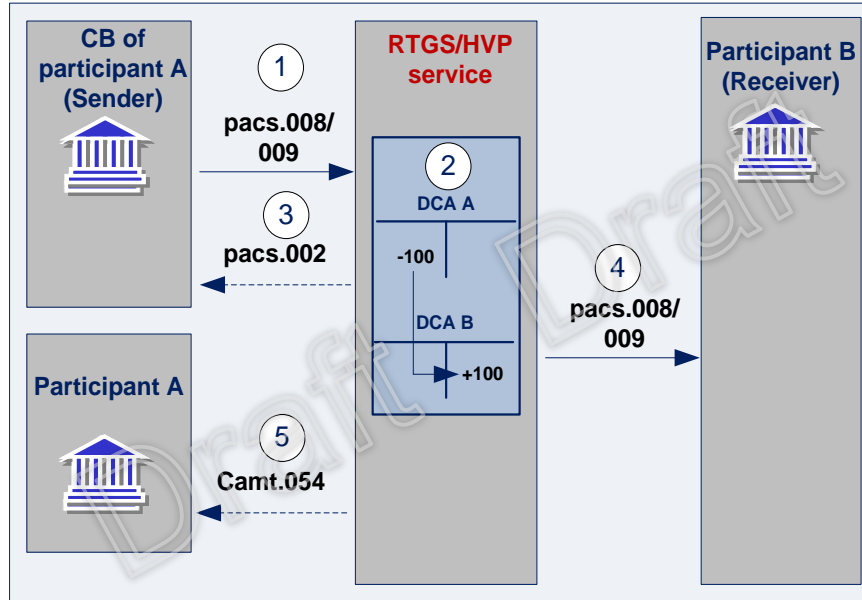 CB of
participant A
(Sender)
1
pacs.008/
009
3
pacs.002
RTGS/HVP
service
2
DCA A
-100
DCA B
+100
4
pacs.008/
009
Participant B
(Receiver)
Participant A
5
Camt.054
Draft
Draft